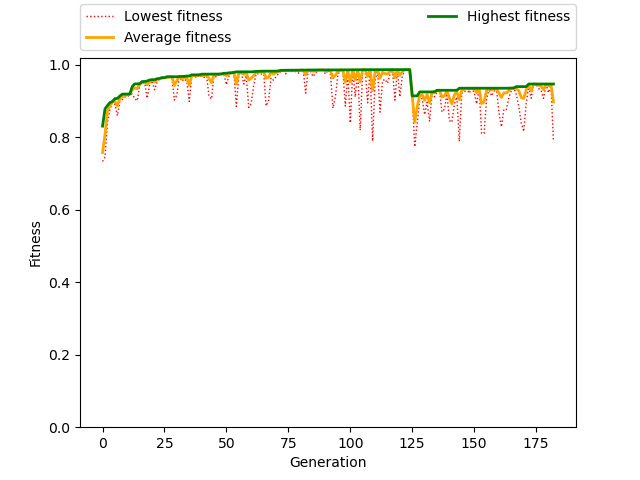 Lowest fitness
Average fitness
Highest fitness
1.0
0.8
0.6
0.4
0.2
0.0
Fitness
0 25 50 75 100 125 150 175
Generation